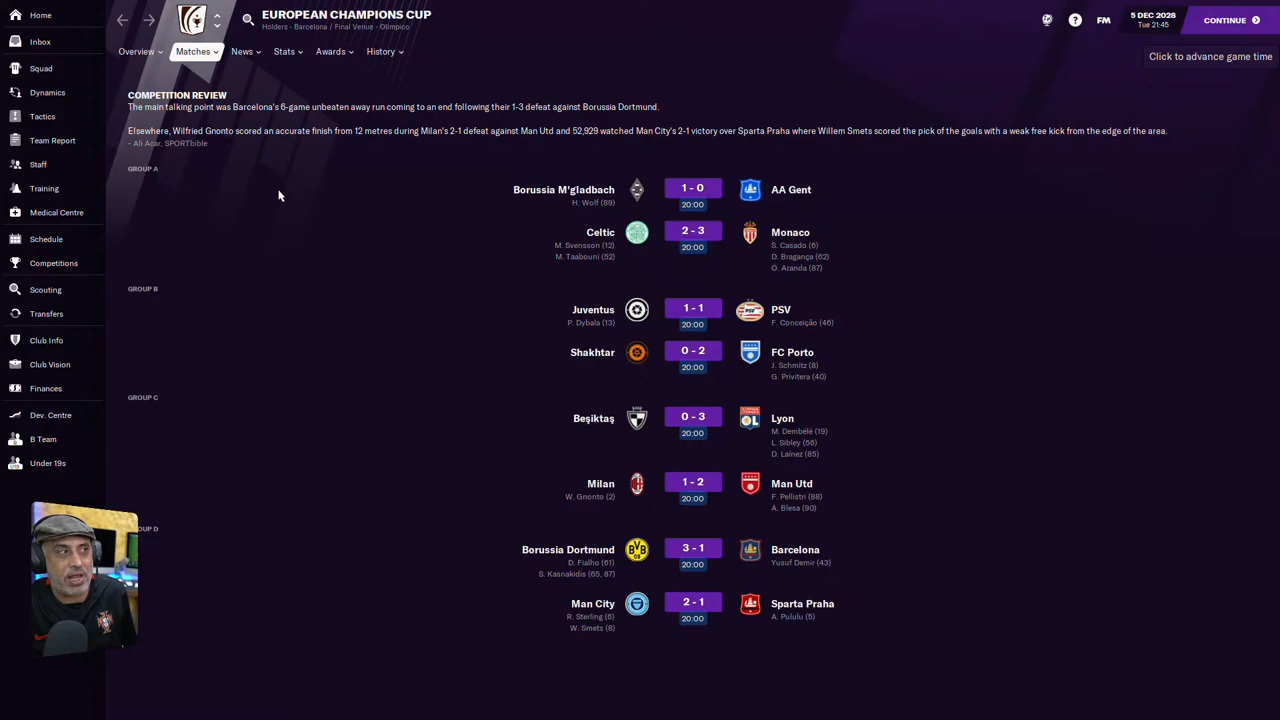 Home
EUROPEAN CHAMPIONS CUP
Holders - Barcelona / Final Venue - Olimpico
FM
5 DEC 2028
Tue 21:45
CONTINUE
Inbox
Overview
Matches
News
Stats
Awards
History
Click to advance game time
Squad
Dynamics
Tactics
Team Report
Staff
Training
Medical Centre
Schedule
Competitions
Scouting
Transfers
Club Info
Club Vision
Finances
Dev. Centre
B Team
Under 19s
COMPETITION REVIEW
The main talking point was Barcelona's 6-game unbeaten away run coming to an end following their 1-3 defeat against Borussia Dortmund.
Elsewhere, Wilfried Gnonto scored an accurate finish from 12 metres during Milan's 2-1 defeat against Man Utd and 52,929 watched Man City's 2-1 victory over Sparta Praha where Willem Smets scored the pick of the goals with a weak free kick from the edge of the area.
- Ali Acar, SPORTbible
GROUP A
Borussia M'gladbach 1 - 0 AA Gent
H. Wolf (89) 20:00
Celtic 2 - 3 Monaco
M. Svensson (12) 20:00 S. Casado (6)
M. Taabouni (52) D. Bragança (62)
O. Aranda (87)
GROUP B
Juventus 1 - 1 PSV
P. Dybala (13) 20:00 F. Conceição (46)
Shakhtar 0 - 2 FC Porto
20:00 J. Schmitz (8)
G. Privitera (40)
GROUP C
Beşiktaş 0 - 3 Lyon
20:00 M. Dembélé (19)
L. Sibley (56)
D. Laínez (85)
Milan 1 - 2 Man Utd
W. Gnonto (2) 20:00 F. Pellistri (88)
A. Blesa (90)
OUP D
Borussia Dortmund 3 - 1 Barcelona
D. Fialho (61) 20:00 Yusuf Demir (43)
S. Kasnakidis (65, 87)
Man City 2 - 1 Sparta Praha
R. Sterling (6) 20:00 A. Pululu (5)
W. Smets (8)